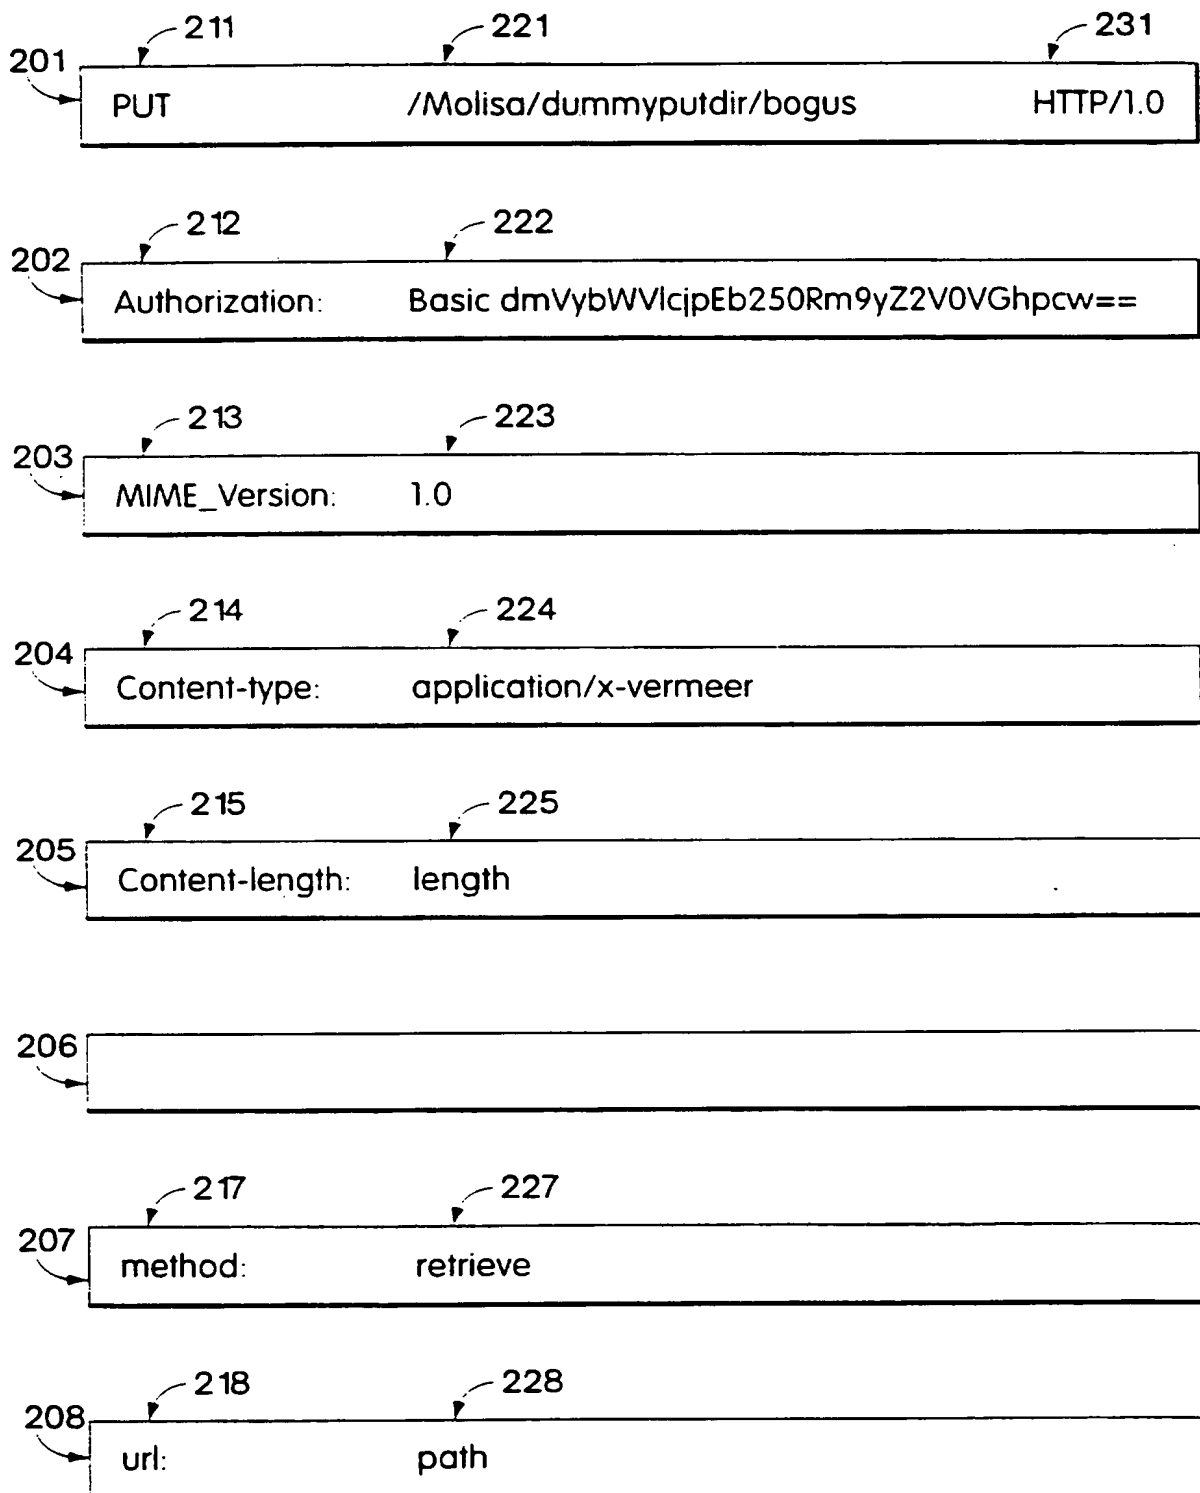 211 221 231
201
PUT /Molisa/dummyputdir/bogus HTTP/1.0
212 222
202
Authorization: Basic dmVybWVlcjpEb250Rm9yZ2V0VGhpcw==
213 223
203
MIME_Version: 1.0
214 224
204
Content-type: application/x-vermeer
215 225
205
Content-length: length
206
217 227
207
method: retrieve
218 228
208
url: path